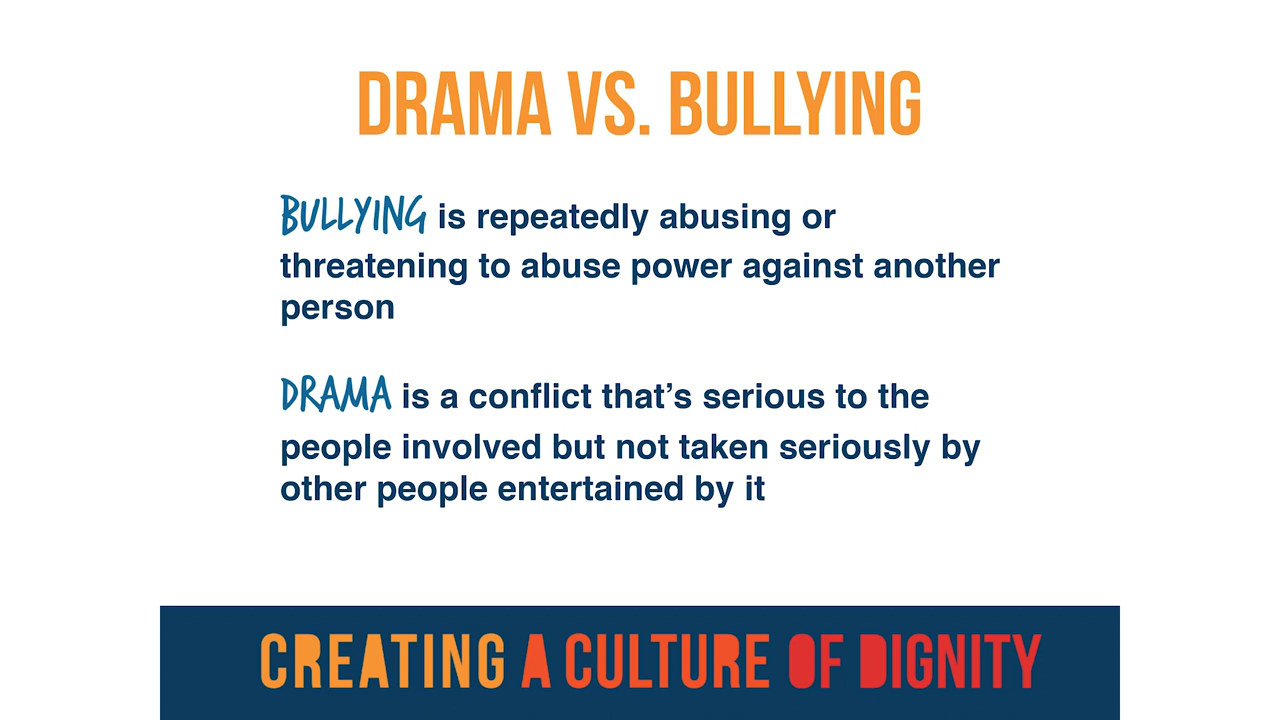 DRAMA VS. BULLYING
BULLYING is repeatedly abusing or
threatening to abuse power against another
person
DRAMA is a conflict that’s serious to the
people involved but not taken seriously by
other people entertained by it
CREATING A CULTURE OF DIGNITY